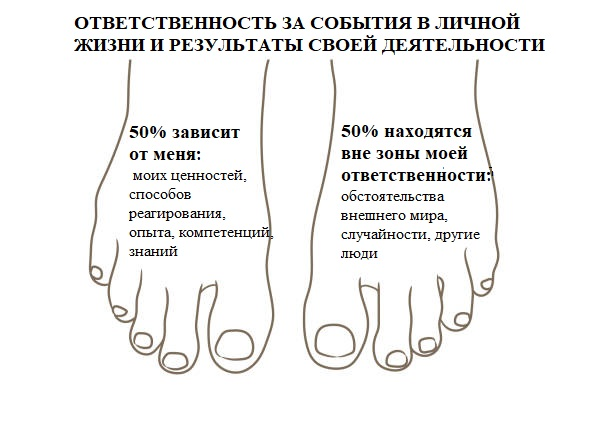 ОТВЕТСТВЕННОСТЬ ЗА СОБЫТИЯ В ЛИЧНОЙ
ЖИЗНИ И РЕЗУЛЬТАТЫ СВОЕЙ ДЕЯТЕЛЬНОСТИ
50% зависит
от меня:
моих ценностей,
способов
реагирования,
опыта, компетенций,
знаний
50% находятся
вне зоны моей
ответственности:
обстоятельства
внешнего мира,
случайности, другие
люди